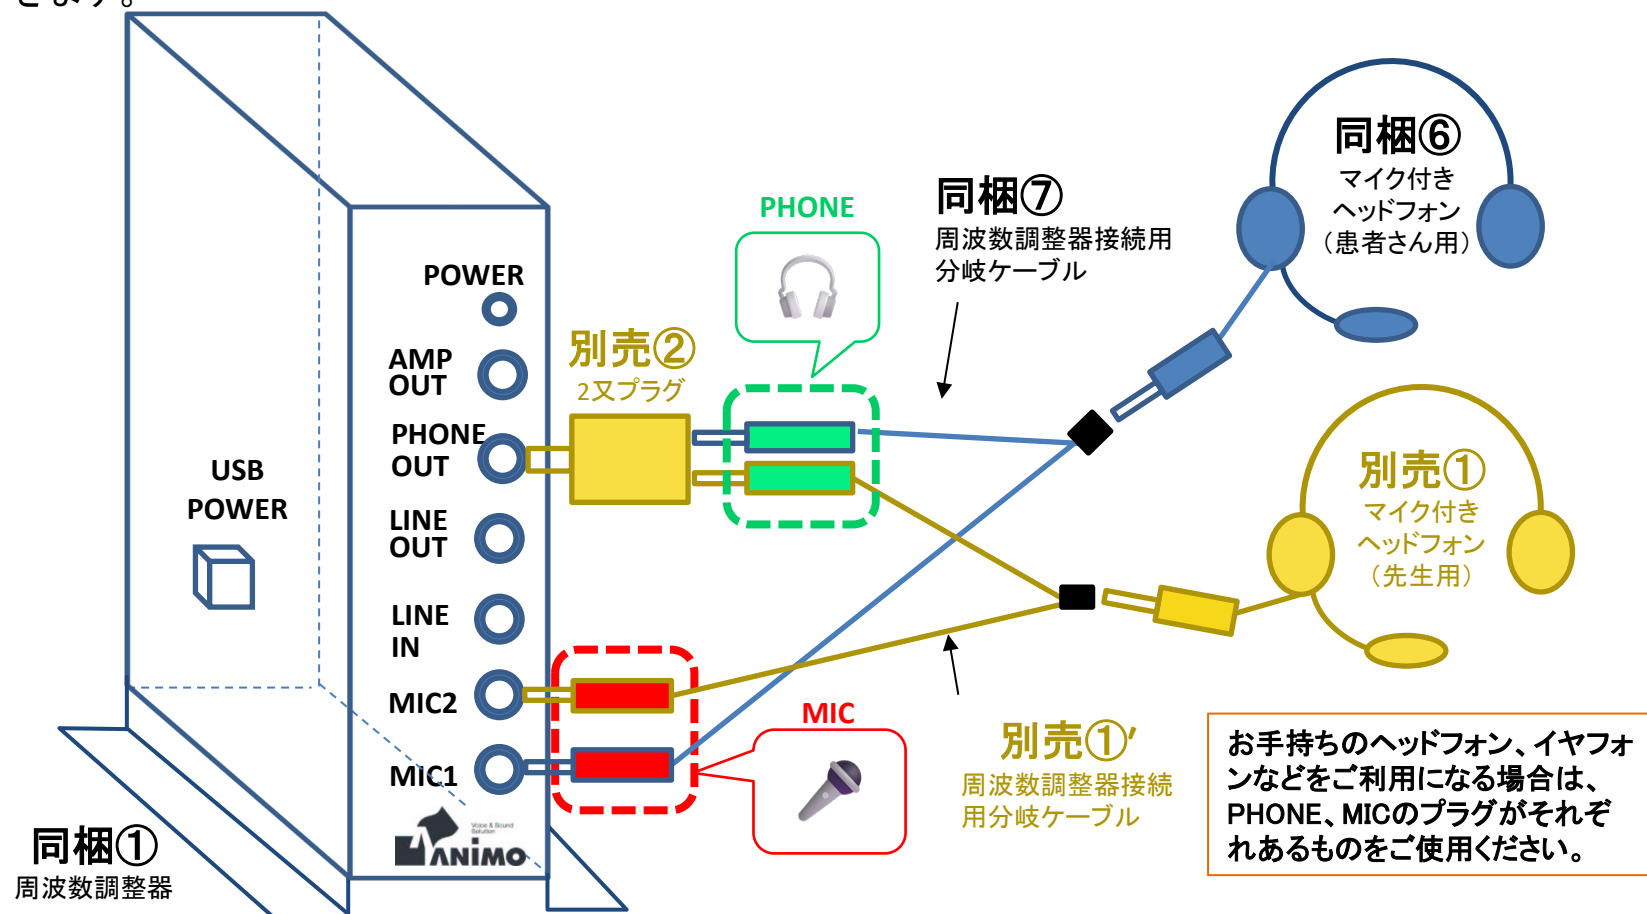 きます。
POWER
AMP
OUT
PHONE
OUT
LINE
OUT
LINE
IN
MIC2
MIC1
USB
POWER
Voice & Sound
Solution
ANIMO
同梱①
周波数調整器
別売②
2又プラグ
PHONE
同梱⑦
周波数調整器接続用
分岐ケーブル
同梱⑥
マイク付き
ヘッドフォン
（患者さん用）
別売①
マイク付き
ヘッドフォン
（先生用）
MIC
別売①′
周波数調整器接続
用分岐ケーブル
お手持ちのヘッドフォン、イヤフォ
ンなどをご利用になる場合は、
PHONE、MICのプラグがそれぞ
れあるものをご使用ください。